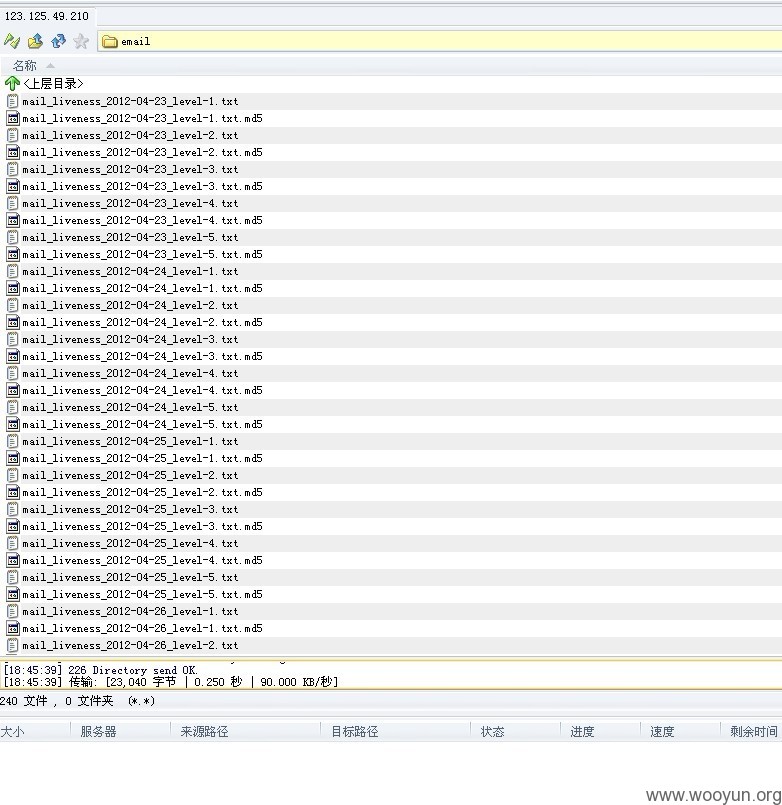 123.125.49.210
email
名称
<上层目录>
mail_liveness_2012-04-23_level-1.txt
mail_liveness_2012-04-23_level-1.txt.md5
mail_liveness_2012-04-23_level-2.txt
mail_liveness_2012-04-23_level-2.txt.md5
mail_liveness_2012-04-23_level-3.txt
mail_liveness_2012-04-23_level-3.txt.md5
mail_liveness_2012-04-23_level-4.txt
mail_liveness_2012-04-23_level-4.txt.md5
mail_liveness_2012-04-23_level-5.txt
mail_liveness_2012-04-23_level-5.txt.md5
mail_liveness_2012-04-24_level-1.txt
mail_liveness_2012-04-24_level-1.txt.md5
mail_liveness_2012-04-24_level-2.txt
mail_liveness_2012-04-24_level-2.txt.md5
mail_liveness_2012-04-24_level-3.txt
mail_liveness_2012-04-24_level-3.txt.md5
mail_liveness_2012-04-24_level-4.txt
mail_liveness_2012-04-24_level-4.txt.md5
mail_liveness_2012-04-24_level-5.txt
mail_liveness_2012-04-24_level-5.txt.md5
mail_liveness_2012-04-25_level-1.txt
mail_liveness_2012-04-25_level-1.txt.md5
mail_liveness_2012-04-25_level-2.txt
mail_liveness_2012-04-25_level-2.txt.md5
mail_liveness_2012-04-25_level-3.txt
mail_liveness_2012-04-25_level-3.txt.md5
mail_liveness_2012-04-25_level-4.txt
mail_liveness_2012-04-25_level-4.txt.md5
mail_liveness_2012-04-25_level-5.txt
mail_liveness_2012-04-25_level-5.txt.md5
mail_liveness_2012-04-26_level-1.txt
mail_liveness_2012-04-26_level-1.txt.md5
mail_liveness_2012-04-26_level-2.txt
[18:45:39] 226 Directory send OK.
[18:45:39] 传输: [23,040 字节 | 0.250 秒 | 90.000 KB/秒]
240 文件 , 0 文件夹 (*.*)
大小 服务器 来源路径 目标路径 状态 进度 速度 剩余时间
www.wooyun.org